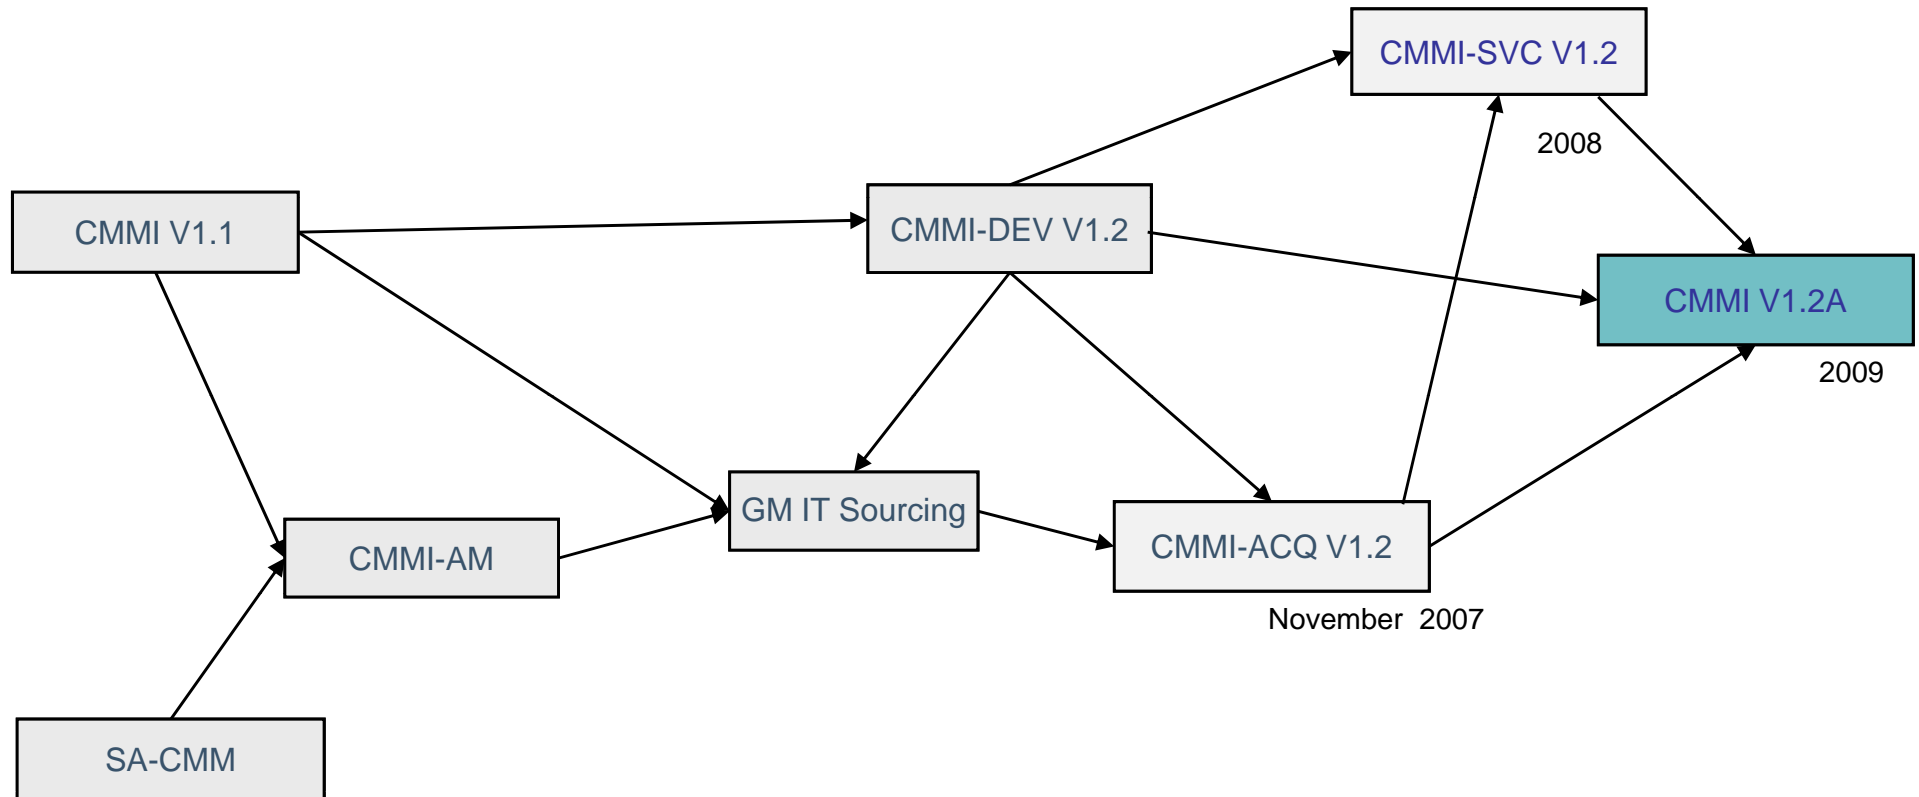 CMMI-SVC V1.2
2008
CMMI V1.1
CMMI-DEV V1.2
CMMI V1.2A
2009
GM IT Sourcing
CMMI-AM
CMMI-ACQ V1.2
November 2007
SA-CMM